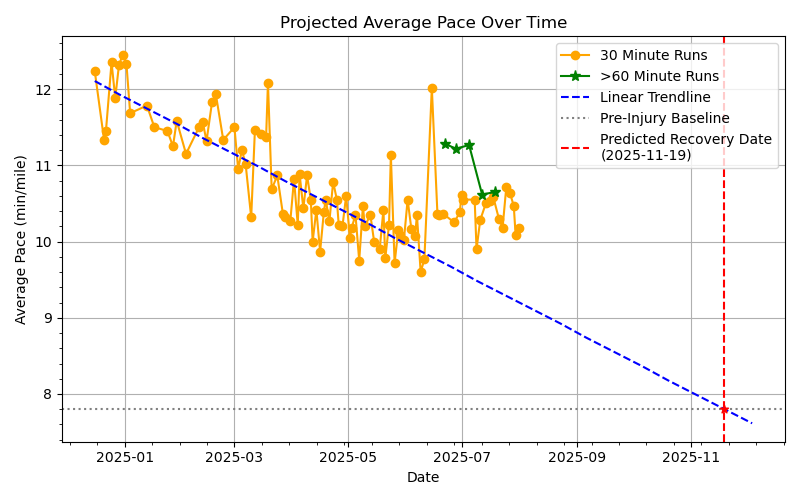 Projected Average Pace Over Time
30 Minute Runs
>60 Minute Runs
Linear Trendline
Pre-Injury Baseline
Predicted Recovery Date
(2025-11-19)
12
11
10
9
8
Average Pace (min/mile)
2025-01
2025-03
2025-05
2025-07
2025-09
2025-11
Date